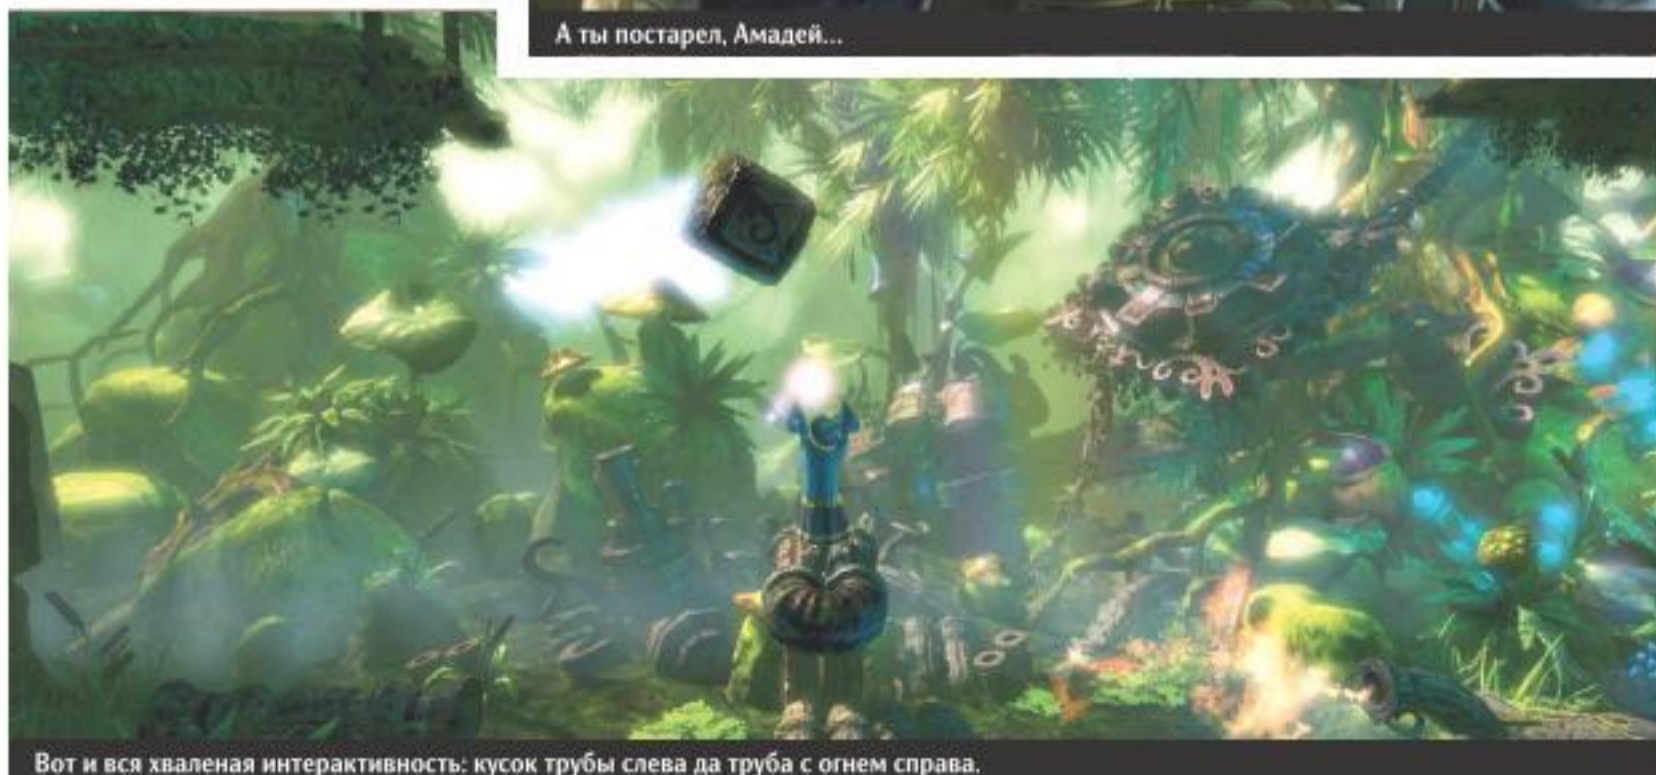 А ты постарел, Амадей...
Вот и вся хваленая интерактивность: кусок трубы слева да труба с огнем справа.